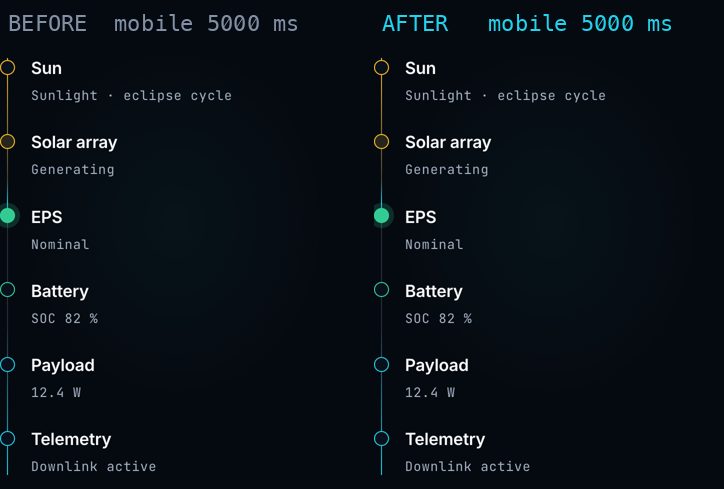 BEFORE mobile 5000 ms
Sun
Sunlight · eclipse cycle
Solar array
Generating
EPS
Nominal
Battery
SOC 82 %
Payload
12.4 W
Telemetry
Downlink active
AFTER mobile 5000 ms
Sun
Sunlight · eclipse cycle
Solar array
Generating
EPS
Nominal
Battery
SOC 82 %
Payload
12.4 W
Telemetry
Downlink active